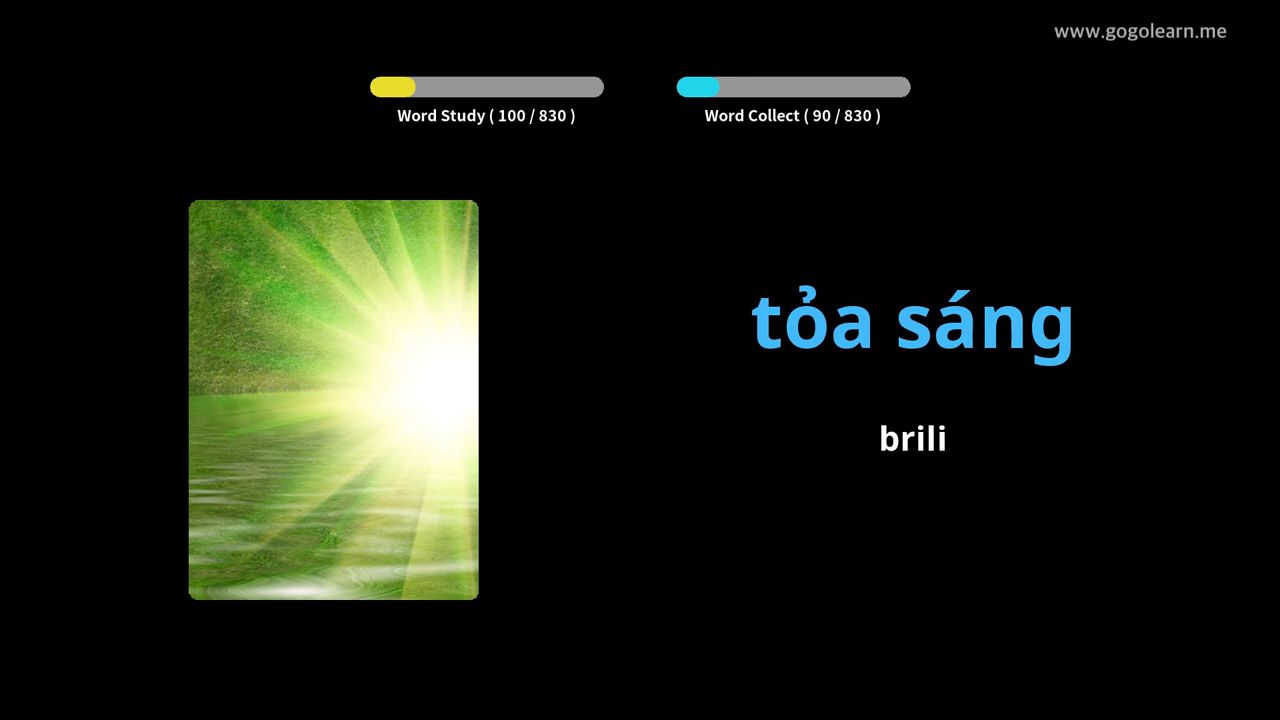 www.gogolearn.me
Word Study ( 100 / 830 )
Word Collect ( 90 / 830 )
tỏa sáng
brili